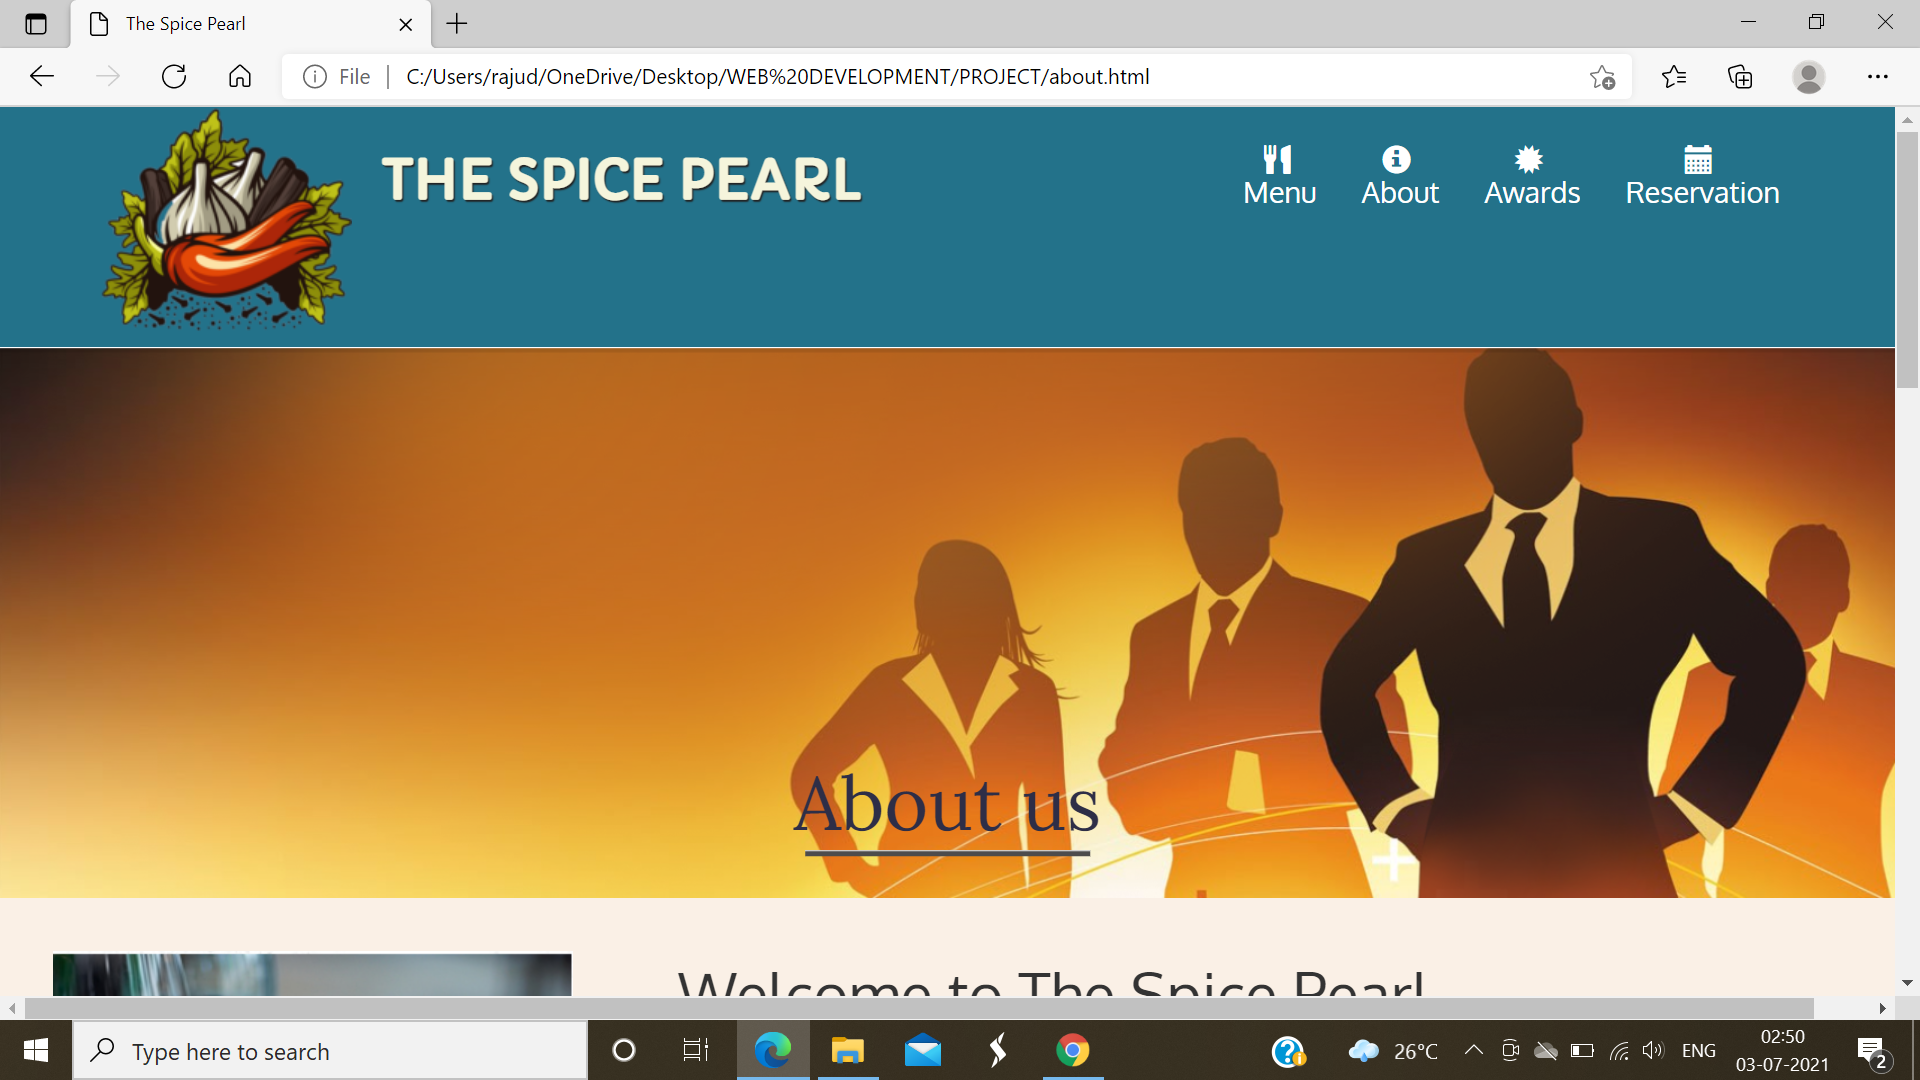 The Spice Pearl
File C:/Users/rajud/OneDrive/Desktop/WEB%20DEVELOPMENT/PROJECT/about.html
THE SPICE PEARL
Menu About Awards Reservation
About us
Welcome to The Spice Pearl
Type here to search
26°C ENG 02:50
03-07-2021
2